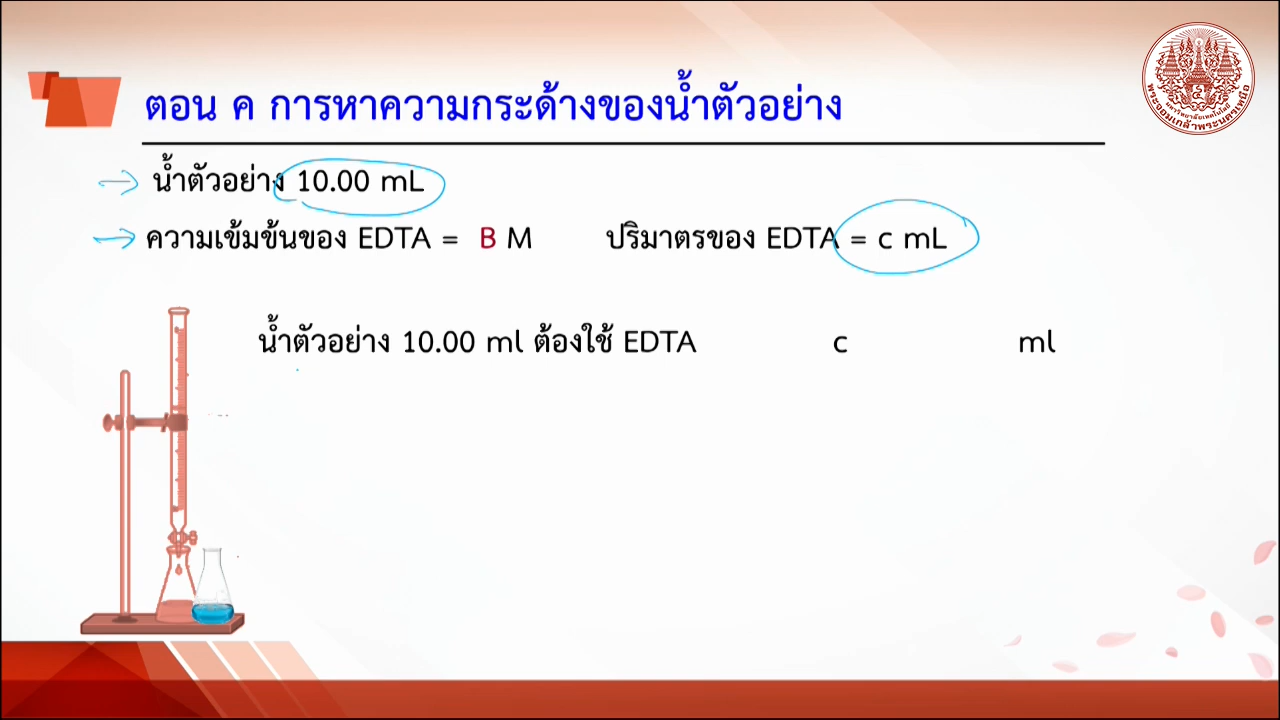 ตอน ค การหาความกระด้างของน้ำตัวอย่าง
น้ำตัวอย่าง 10.00 mL
ความเข้มข้นของ EDTA = B M ปริมาตรของ EDTA = c mL
น้ำตัวอย่าง 10.00 ml ต้องใช้ EDTA c ml